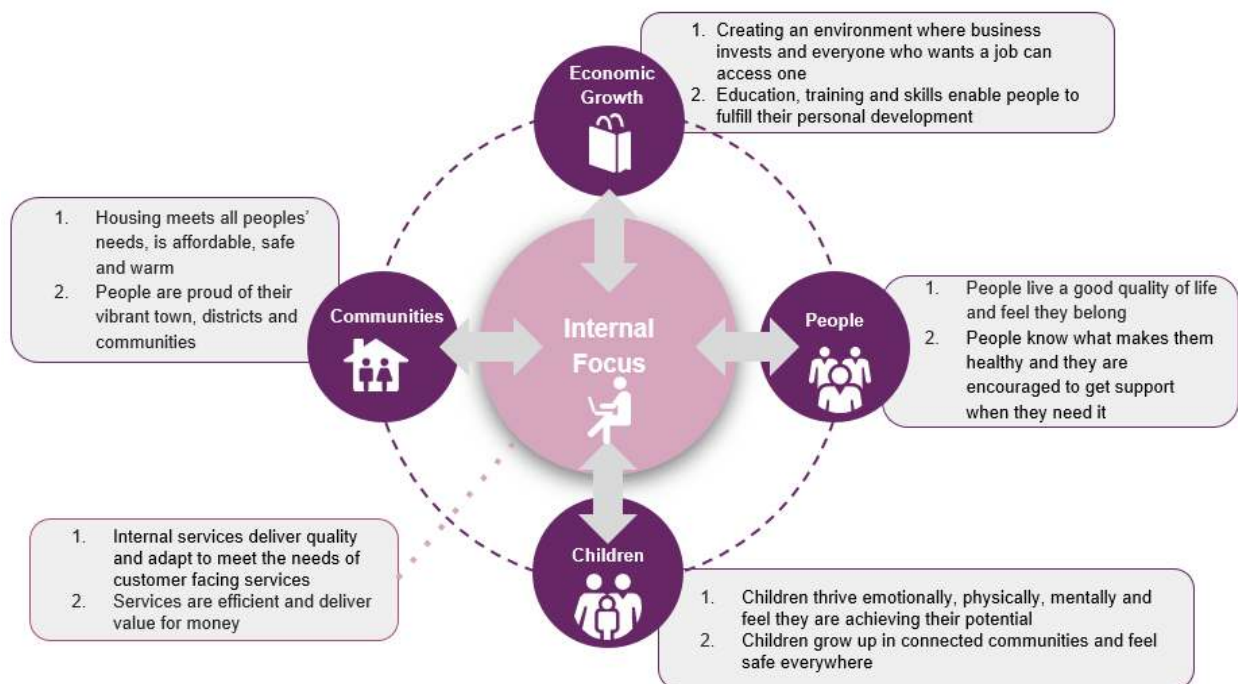 Economic
Growth
1. Creating an environment where business
invests and everyone who wants a job can
access one
2. Education, training and skills enable people to
fulfill their personal development
1. Housing meets all peoples'
needs, is affordable, safe
and warm
2. People are proud of their
vibrant town, districts and
communities
Communities
Internal
Focus
People
1. People live a good quality of life
and feel they belong
2. People know what makes them
healthy and they are
encouraged to get support
when they need it
1. Internal services deliver quality
and adapt to meet the needs of
customer facing services
2. Services are efficient and deliver
value for money
Children
1. Children thrive emotionally, physically, mentally and
feel they are achieving their potential
2. Children grow up in connected communities and feel
safe everywhere